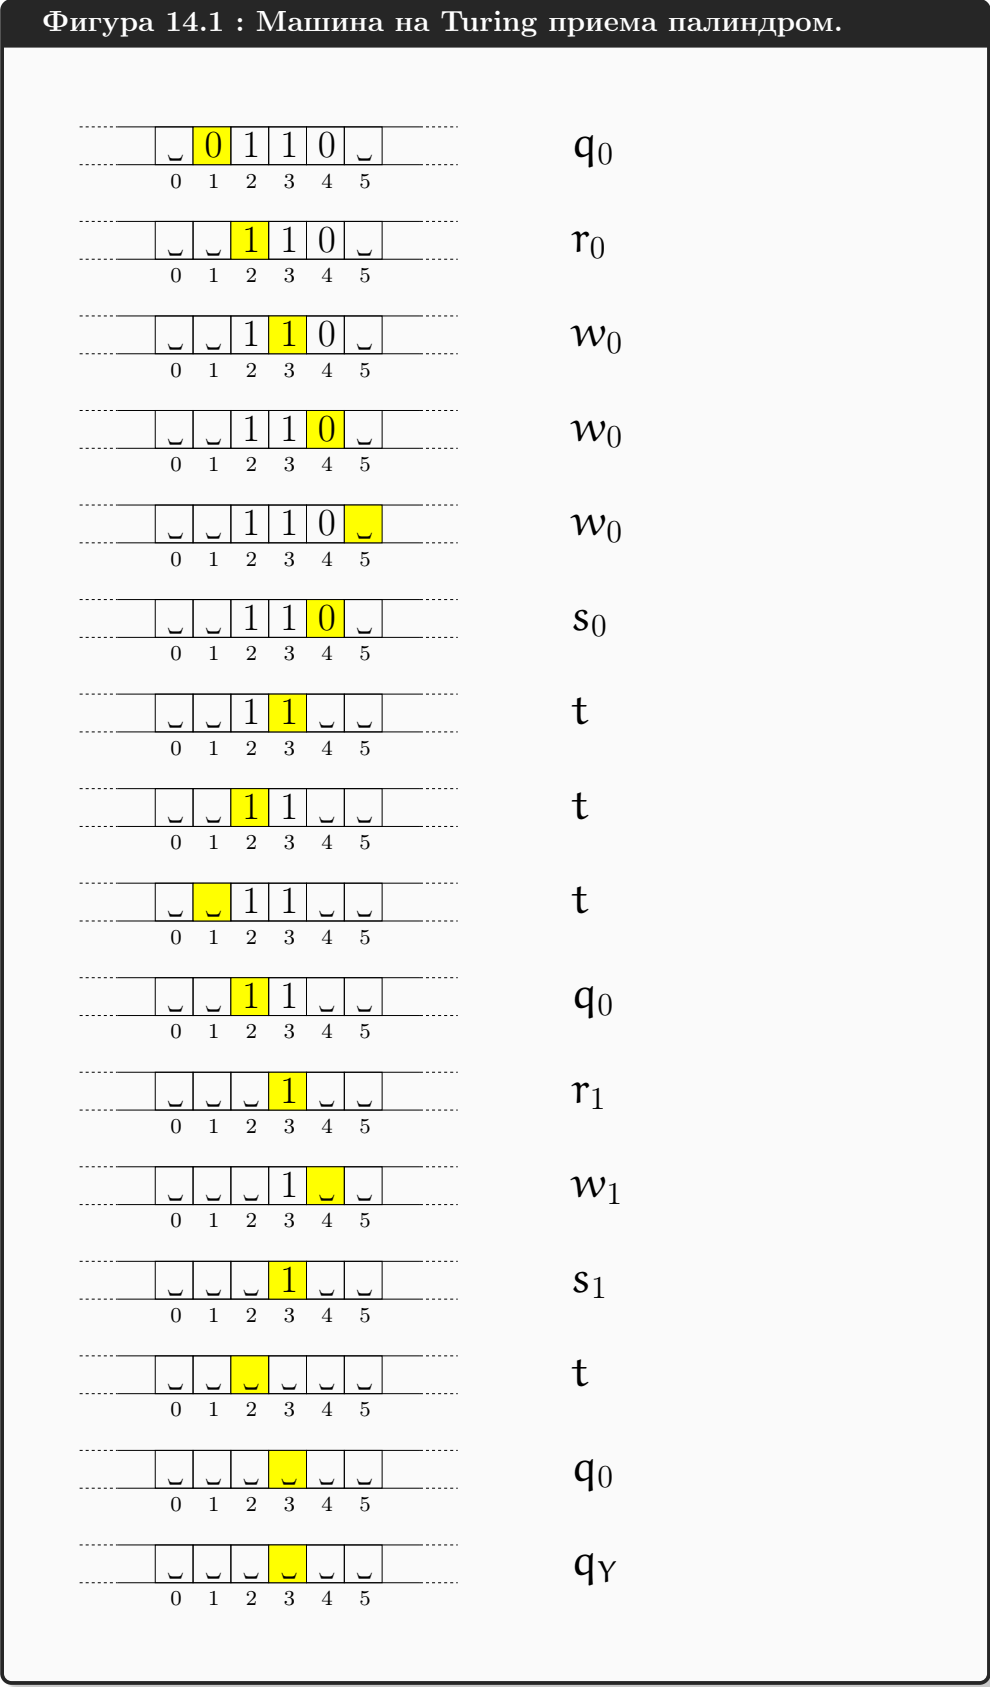 Фигура 14.1 : Машина на Turing приема палиндром.
␣ 0 1 1 0 ␣ q₀
0 1 2 3 4 5
␣ ␣ 1 1 0 ␣ r₀
0 1 2 3 4 5
␣ ␣ 1 1 0 ␣ w₀
0 1 2 3 4 5
␣ ␣ 1 1 0 ␣ w₀
0 1 2 3 4 5
␣ ␣ 1 1 0 ␣ w₀
0 1 2 3 4 5
␣ ␣ 1 1 0 ␣ s₀
0 1 2 3 4 5
␣ ␣ 1 1 ␣ ␣ t
0 1 2 3 4 5
␣ ␣ 1 1 ␣ ␣ t
0 1 2 3 4 5
␣ ␣ 1 1 ␣ ␣ t
0 1 2 3 4 5
␣ ␣ 1 1 ␣ ␣ q₀
0 1 2 3 4 5
␣ ␣ ␣ 1 ␣ ␣ r₁
0 1 2 3 4 5
␣ ␣ ␣ 1 ␣ ␣ w₁
0 1 2 3 4 5
␣ ␣ ␣ 1 ␣ ␣ s₁
0 1 2 3 4 5
␣ ␣ ␣ ␣ ␣ ␣ t
0 1 2 3 4 5
␣ ␣ ␣ ␣ ␣ ␣ q₀
0 1 2 3 4 5
␣ ␣ ␣ ␣ ␣ ␣ qY
0 1 2 3 4 5